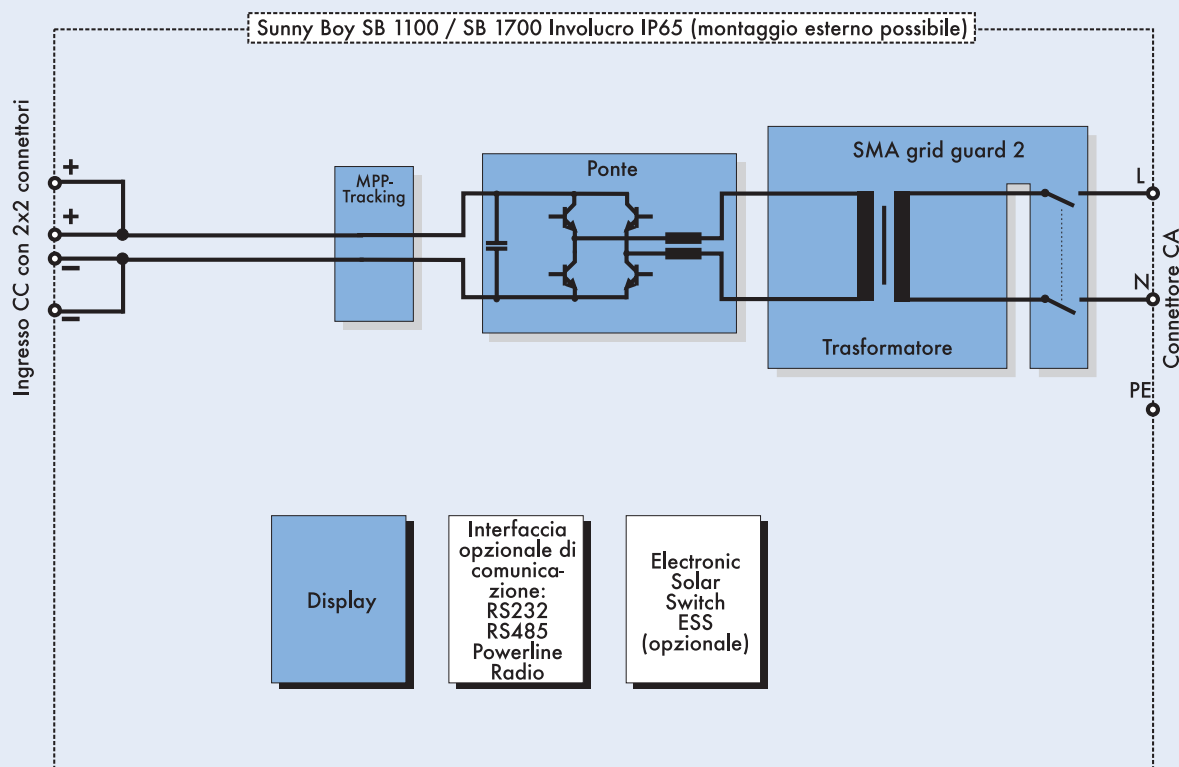 Sunny Boy SB 1100 / SB 1700 Involucro IP65 (montaggio esterno possibile)
Ingresso CC con 2x2 connettori
+
+
–
–
MPP-
Tracking
Ponte
SMA grid guard 2
Trasformatore
L
N
PE
Connettore CA
Display
Interfaccia
opzionale di
comunica-
zione:
RS232
RS485
Powerline
Radio
Electronic
Solar
Switch
ESS
(opzionale)